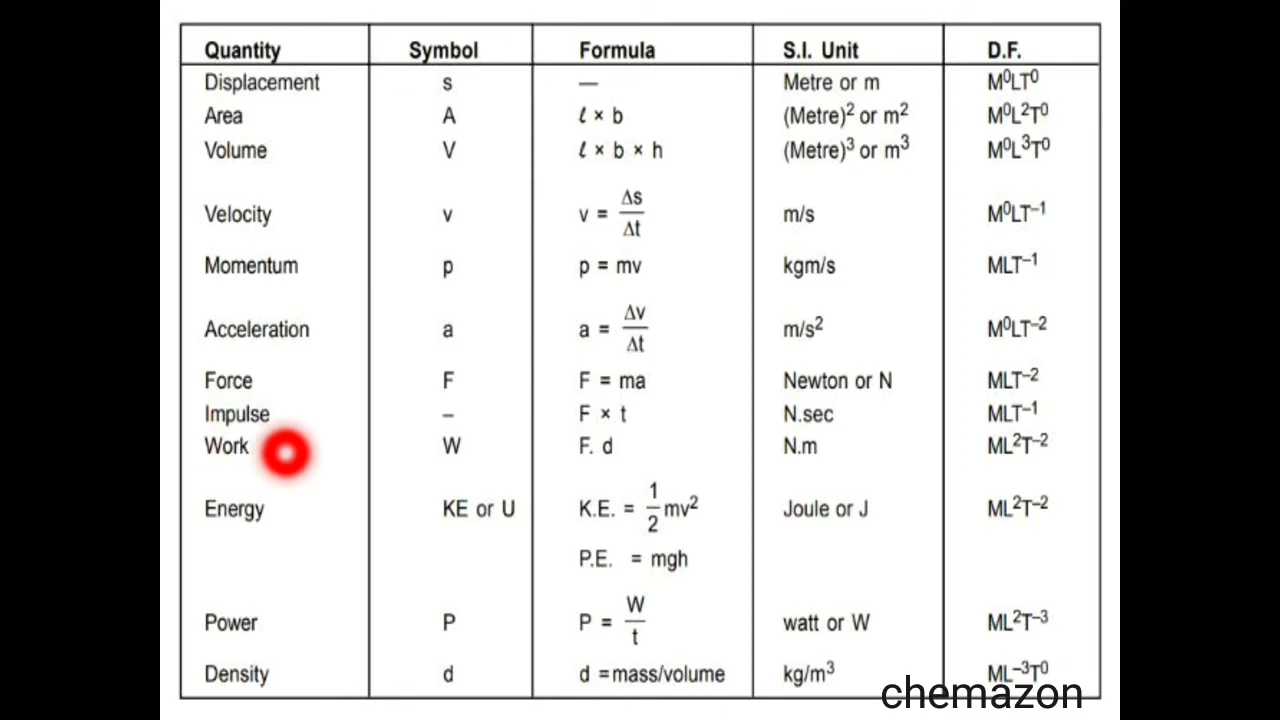 Quantity Symbol Formula S.I. Unit D.F.
Displacement s — Metre or m M⁰LT⁰
Area A ℓ × b (Metre)² or m² M⁰L²T⁰
Volume V ℓ × b × h (Metre)³ or m³ M⁰L³T⁰
Velocity v v = Δs/Δt m/s M⁰LT⁻¹
Momentum p p = mv kgm/s MLT⁻¹
Acceleration a a = Δv/Δt m/s² M⁰LT⁻²
Force F F = ma Newton or N MLT⁻²
Impulse – F × t N.sec MLT⁻¹
Work W F. d N.m ML²T⁻²
Energy KE or U K.E. = 1/2 mv² Joule or J ML²T⁻²
P.E. = mgh
Power P P = W/t watt or W ML²T⁻³
Density d d =mass/volume kg/m³ ML⁻³T⁰
chemazon